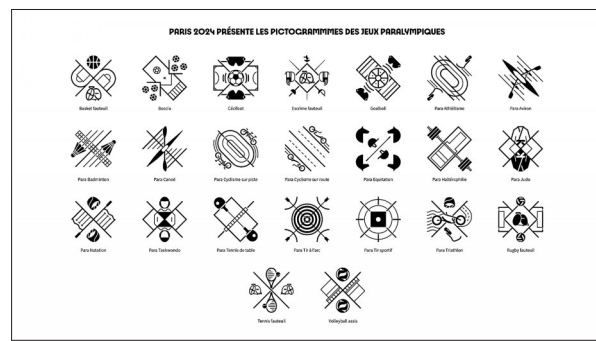 PARIS 2024 PRÉSENTE LES PICTOGRAMMMES DES JEUX PARALYMPIQUES
Basket fauteuil
Boccia
Cécifoot
Escrime fauteuil
Goalball
Para Athlétisme
Para Aviron
Para Badminton
Para Canoë
Para Cyclisme sur piste
Para Cyclisme sur route
Para Équitation
Para Haltérophilie
Para Judo
Para Natation
Para Taekwondo
Para Tennis de table
Para Tir à l'arc
Para Tir sportif
Para Triathlon
Rugby fauteuil
Tennis fauteuil
Volleyball assis